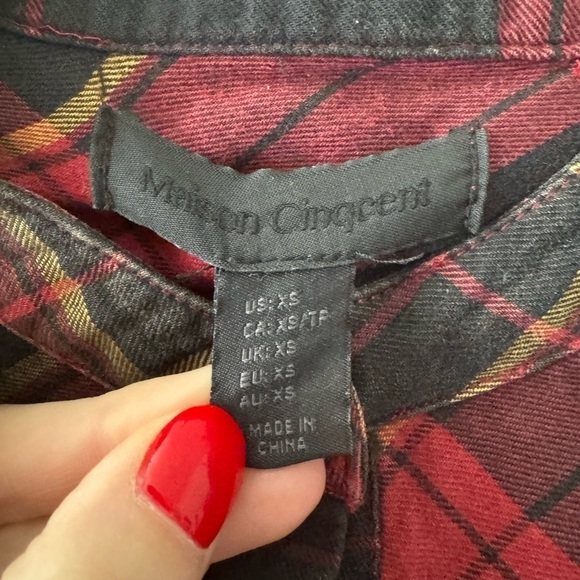 Maison Cinqcent
US: XS
CA: XS/TP
UK: XS
EU: XS
AU: XS
MADE IN
CHINA